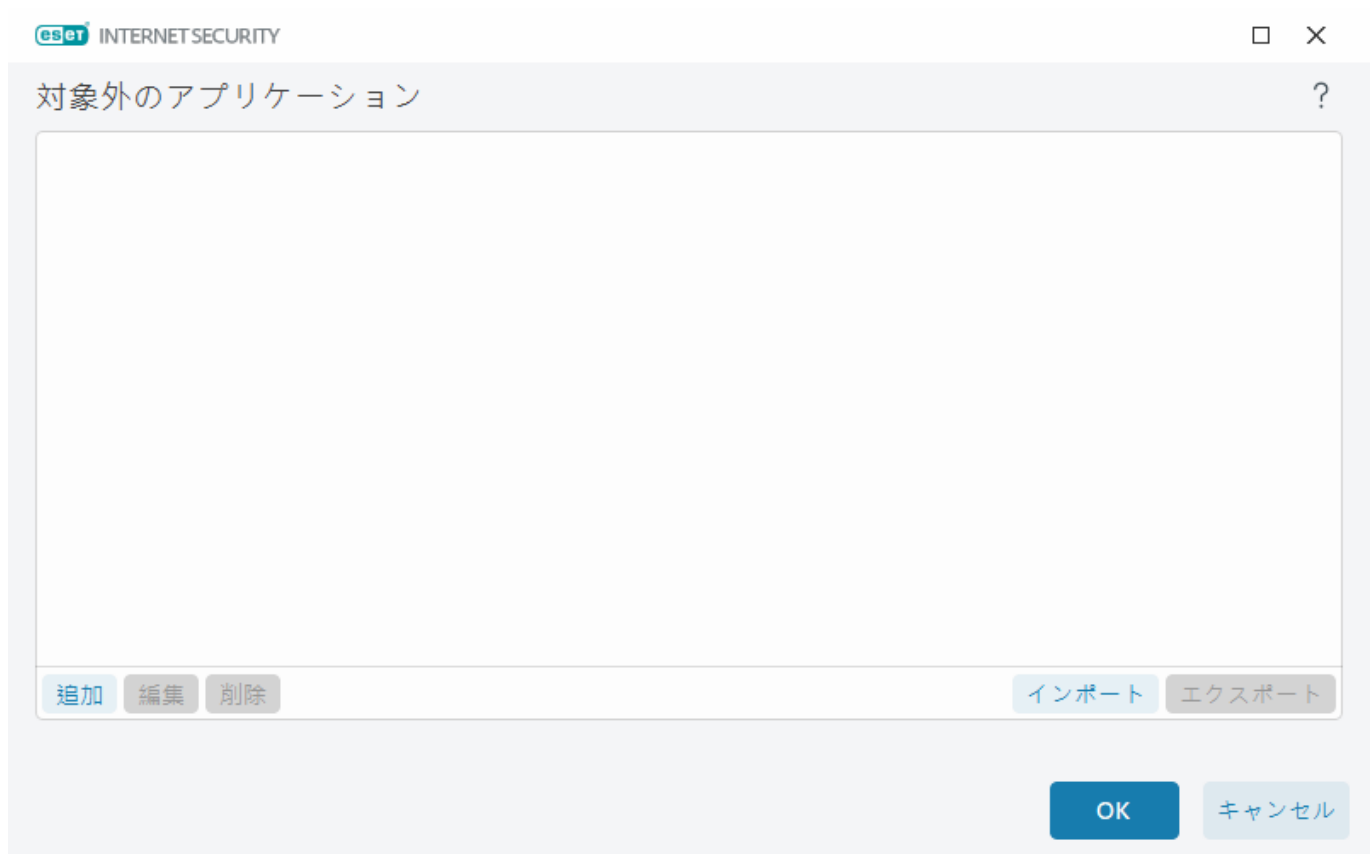 eset INTERNET SECURITY
対象外のアプリケーション ?
追加 編集 削除 インポート エクスポート
OK キャンセル